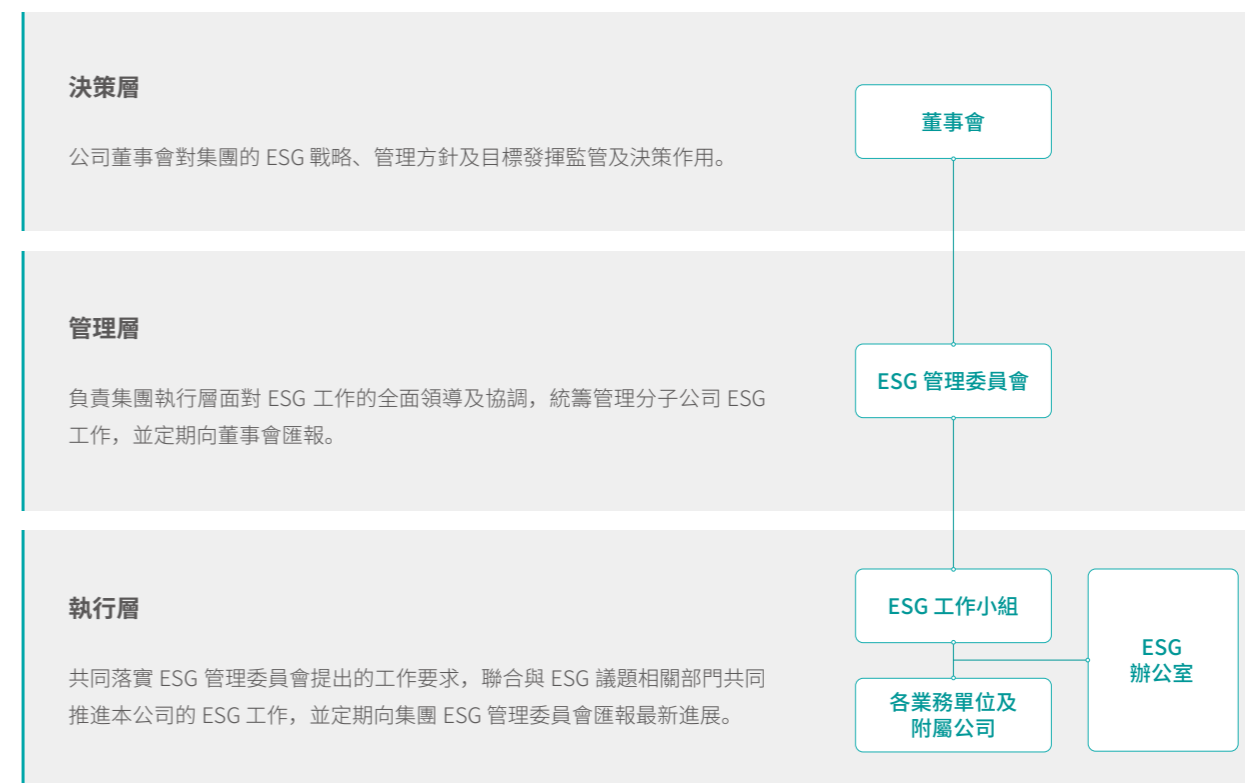 決策層
公司董事會對集團的 ESG 戰略、管理方針及目標發揮監管及決策作用。
董事會
管理層
負責集團執行層面對 ESG 工作的全面領導及協調，統籌管理分子公司 ESG
工作，並定期向董事會匯報。
ESG 管理委員會
執行層
共同落實 ESG 管理委員會提出的工作要求，聯合與 ESG 議題相關部門共同
推進本公司的 ESG 工作，並定期向集團 ESG 管理委員會匯報最新進展。
ESG 工作小組
各業務單位及
附屬公司
ESG
辦公室